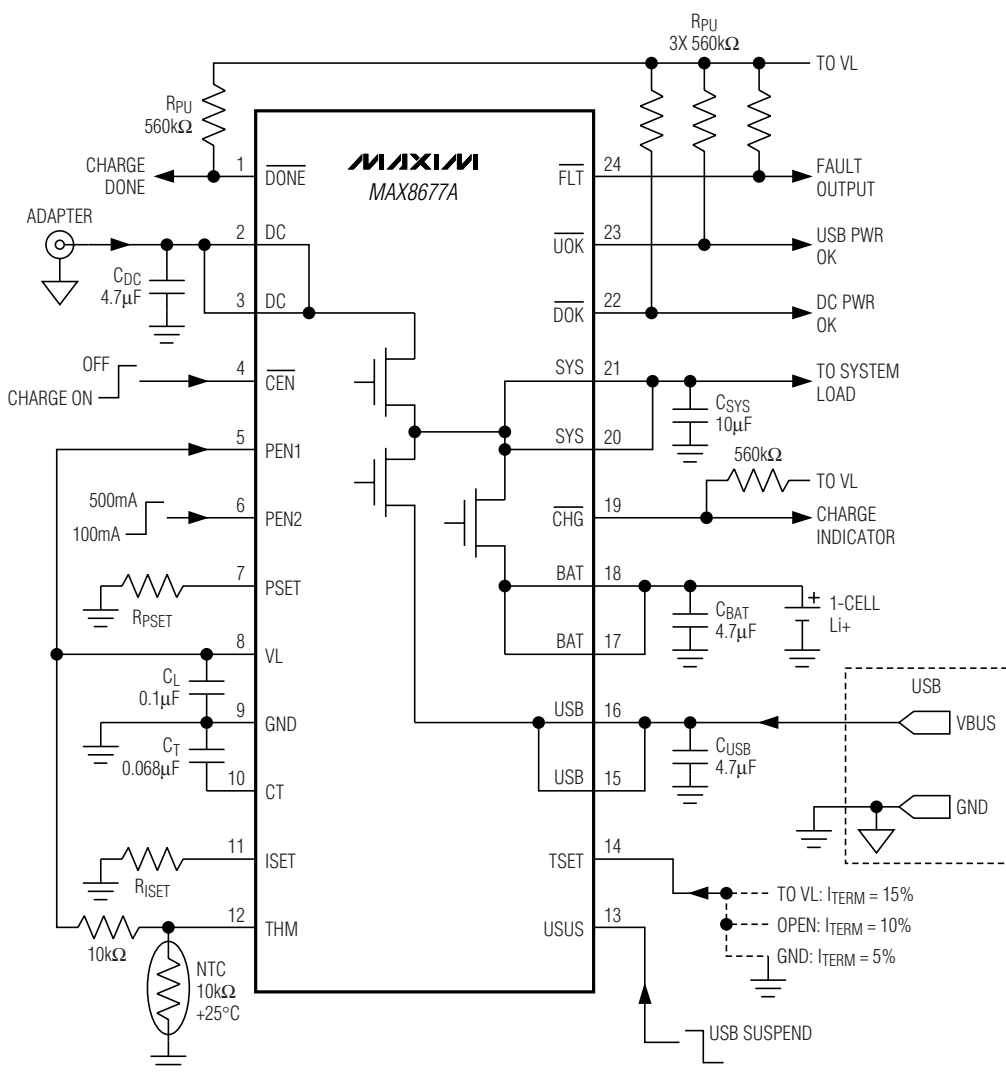 RPU
3X 560kΩ
TO VL
RPU
560kΩ
CHARGE
DONE
1
DONE
MAXIM
MAX8677A
24
FLT
FAULT
OUTPUT
ADAPTER
2
DC
CDC
4.7µF
3
DC
23
UOK
USB PWR
OK
22
DOK
DC PWR
OK
OFF
CHARGE ON
4
CEN
SYS
21
TO SYSTEM
LOAD
CSYS
10µF
SYS
20
5
PEN1
560kΩ
TO VL
500mA
100mA
6
PEN2
19
CHG
CHARGE
INDICATOR
7
PSET
RPSET
BAT
18
CBAT
4.7µF
+
1-CELL
Li+
BAT
17
8
VL
CL
0.1µF
9
GND
CT
0.068µF
10
CT
USB
16
USB
15
CUSB
4.7µF
USB
VBUS
GND
11
ISET
RISET
TSET
14
TO VL: ITERM = 15%
OPEN: ITERM = 10%
GND: ITERM = 5%
12
THM
10kΩ
NTC
10kΩ
+25°C
USUS
13
USB SUSPEND